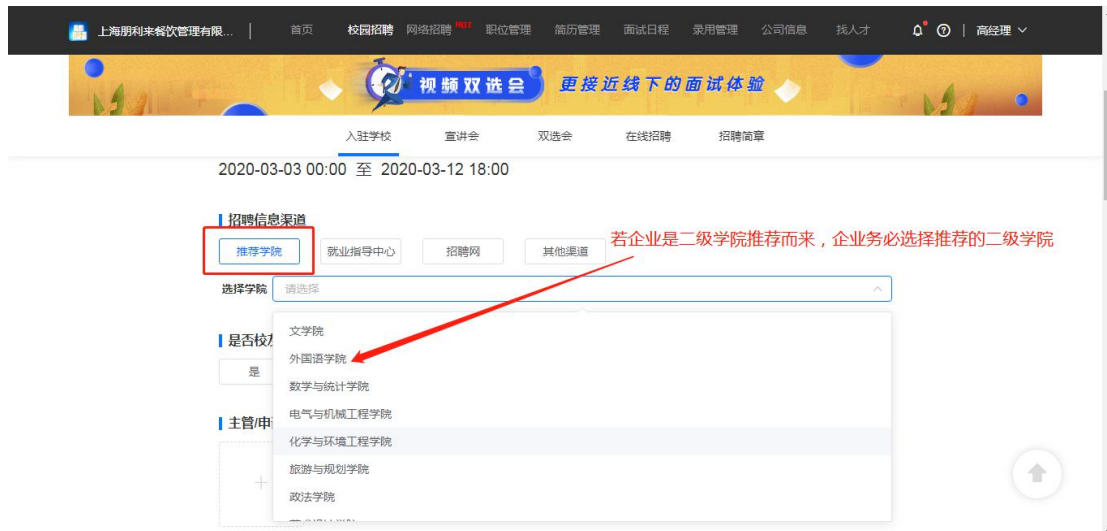 上海朋利来餐饮管理有限... | 首页 校园招聘 网络招聘 HOT 职位管理 简历管理 面试日程 录用管理 公司信息 找人才 | 高经理
视频双选会 更接近线下的面试体验
入驻学校 宣讲会 双选会 在线招聘 招聘简章
2020-03-03 00:00 至 2020-03-12 18:00
招聘信息渠道
推荐学院 就业指导中心 招聘网 其他渠道
若企业是二级学院推荐而来，企业务必选择推荐的二级学院
选择学院 请选择
文学院
是否校友
外国语学院
是
数学与统计学院
电气与机械工程学院
主管/申
化学与环境工程学院
旅游与规划学院
政法学院